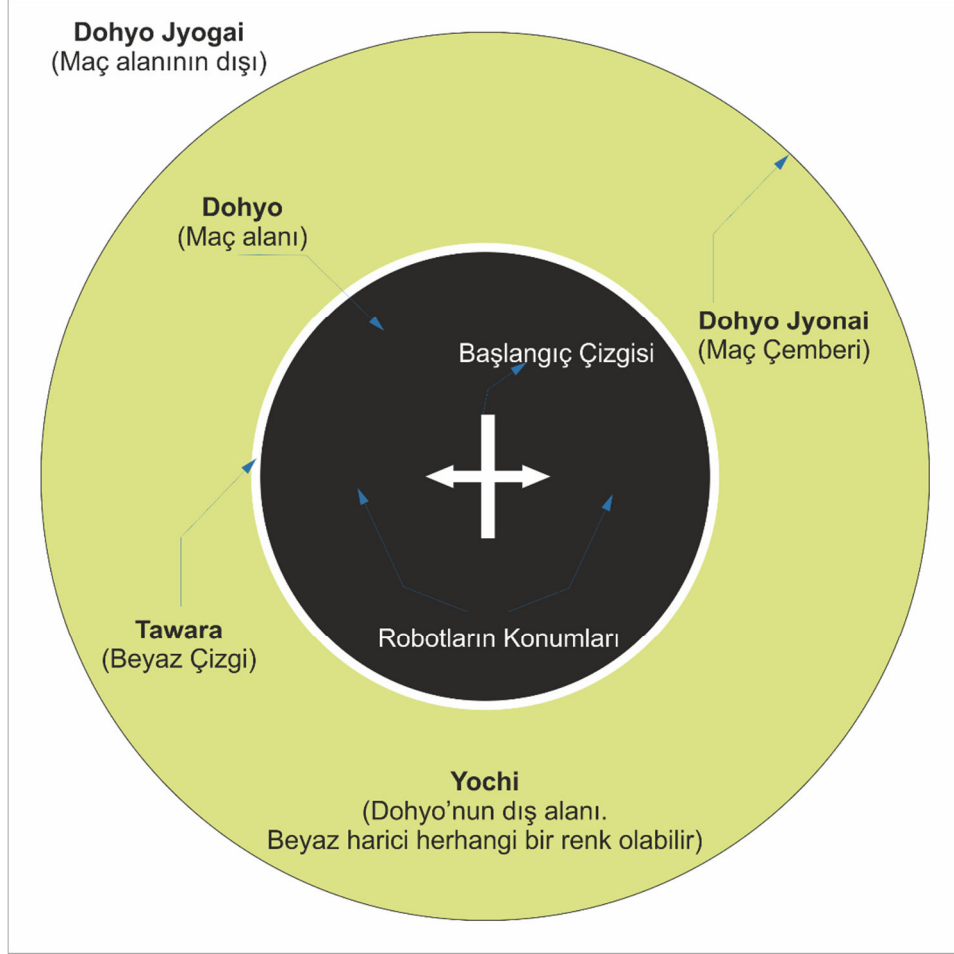 Dohyo Jyogai
(Maç alanının dışı)
Dohyo
(Maç alanı)
Dohyo Jyonai
(Maç Çemberi)
Başlangıç Çizgisi
Tawara
(Beyaz Çizgi)
Robotların Konumları
Yochi
(Dohyo’nun dış alanı.
Beyaz harici herhangi bir renk olabilir)